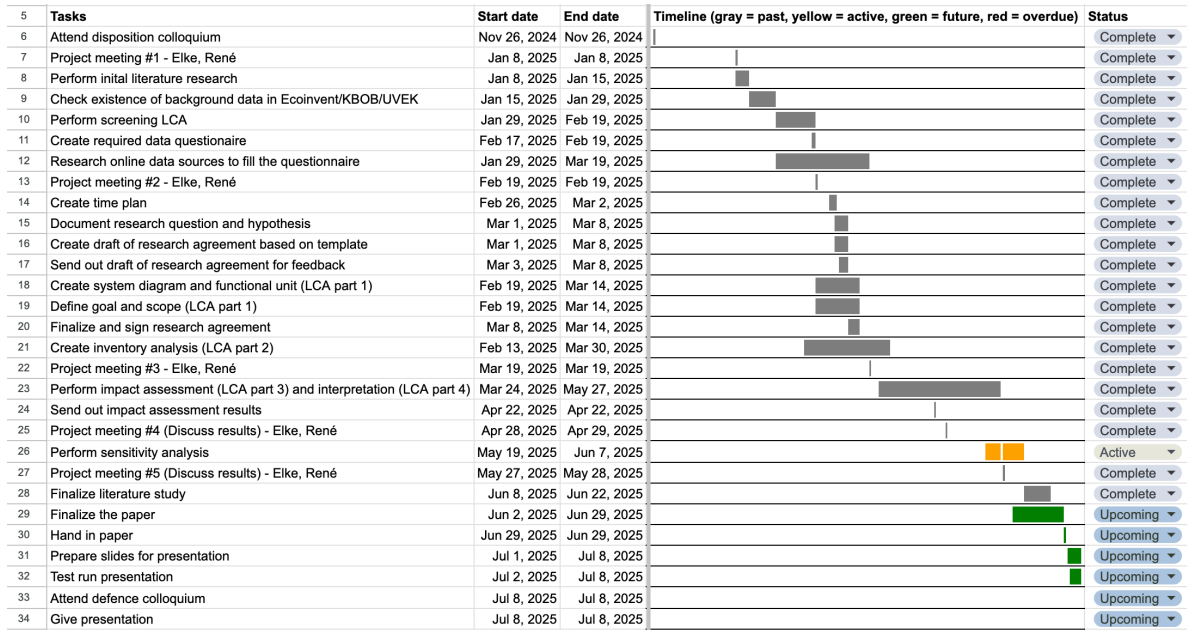 5 Tasks Start date End date Timeline (gray = past, yellow = active, green = future, red = overdue) Status
6 Attend disposition colloquium Nov 26, 2024 Nov 26, 2024 Complete
7 Project meeting #1 - Elke, René Jan 8, 2025 Jan 8, 2025 Complete
8 Perform inital literature research Jan 8, 2025 Jan 15, 2025 Complete
9 Check existence of background data in Ecoinvent/KBOB/UVEK Jan 15, 2025 Jan 29, 2025 Complete
10 Perform screening LCA Jan 29, 2025 Feb 19, 2025 Complete
11 Create required data questionaire Feb 17, 2025 Feb 19, 2025 Complete
12 Research online data sources to fill the questionnaire Jan 29, 2025 Mar 19, 2025 Complete
13 Project meeting #2 - Elke, René Feb 19, 2025 Feb 19, 2025 Complete
14 Create time plan Feb 26, 2025 Mar 2, 2025 Complete
15 Document research question and hypothesis Mar 1, 2025 Mar 8, 2025 Complete
16 Create draft of research agreement based on template Mar 1, 2025 Mar 8, 2025 Complete
17 Send out draft of research agreement for feedback Mar 3, 2025 Mar 8, 2025 Complete
18 Create system diagram and functional unit (LCA part 1) Feb 19, 2025 Mar 14, 2025 Complete
19 Define goal and scope (LCA part 1) Feb 19, 2025 Mar 14, 2025 Complete
20 Finalize and sign research agreement Mar 8, 2025 Mar 14, 2025 Complete
21 Create inventory analysis (LCA part 2) Feb 13, 2025 Mar 30, 2025 Complete
22 Project meeting #3 - Elke, René Mar 19, 2025 Mar 19, 2025 Complete
23 Perform impact assessment (LCA part 3) and interpretation (LCA part 4) Mar 24, 2025 May 27, 2025 Complete
24 Send out impact assessment results Apr 22, 2025 Apr 22, 2025 Complete
25 Project meeting #4 (Discuss results) - Elke, René Apr 28, 2025 Apr 29, 2025 Complete
26 Perform sensitivity analysis May 19, 2025 Jun 7, 2025 Active
27 Project meeting #5 (Discuss results) - Elke, René May 27, 2025 May 28, 2025 Complete
28 Finalize literature study Jun 8, 2025 Jun 22, 2025 Complete
29 Finalize the paper Jun 2, 2025 Jun 29, 2025 Upcoming
30 Hand in paper Jun 29, 2025 Jun 29, 2025 Upcoming
31 Prepare slides for presentation Jul 1, 2025 Jul 8, 2025 Upcoming
32 Test run presentation Jul 2, 2025 Jul 8, 2025 Upcoming
33 Attend defence colloquium Jul 8, 2025 Jul 8, 2025 Upcoming
34 Give presentation Jul 8, 2025 Jul 8, 2025 Upcoming